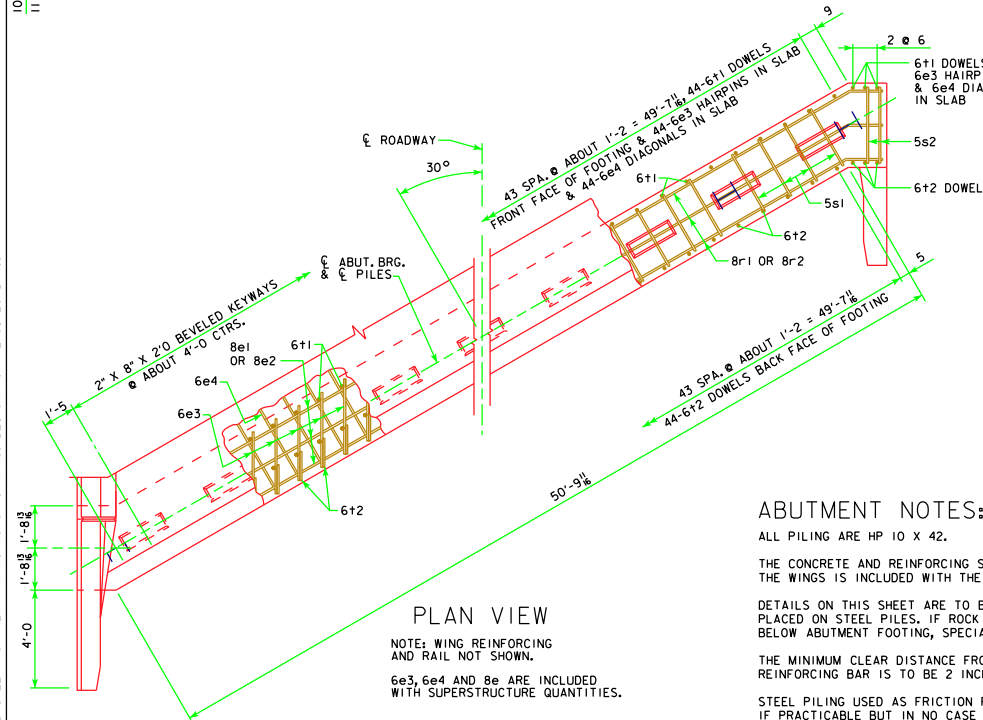 10
11
9
2 @ 6
6t1 DOWELS
6e3 HAIRP
& 6e4 DIA
IN SLAB
43 SPA. @ ABOUT 1'-2 = 49'-7 11/16, 44-6t1 DOWELS
FRONT FACE OF FOOTING & 44-6e3 HAIRPINS IN SLAB
& 44-6e4 DIAGONALS IN SLAB
℄ ROADWAY
30°
5s2
6t1
6t2 DOWEL
5s1
6t2
8r1 OR 8r2
℄ ABUT. BRG.
& ℄ PILES
5
2" X 8" X 2'0 BEVELED KEYWAYS
@ ABOUT 4'-0 CTRS.
43 SPA. @ ABOUT 1'-2 = 49'-7 11/16
44-6t2 DOWELS BACK FACE OF FOOTING
8e1
OR 8e2
6t1
6e4
6e3
1'-5
6t2
50'-9 11/16
1'-8 13/16
1'-8 13/16
4'-0
PLAN VIEW
NOTE: WING REINFORCING
AND RAIL NOT SHOWN.
6e3, 6e4 AND 8e ARE INCLUDED
WITH SUPERSTRUCTURE QUANTITIES.
ABUTMENT NOTES:
ALL PILING ARE HP 10 X 42.
THE CONCRETE AND REINFORCING S
THE WINGS IS INCLUDED WITH THE
DETAILS ON THIS SHEET ARE TO B
PLACED ON STEEL PILES. IF ROCK
BELOW ABUTMENT FOOTING, SPECIA
THE MINIMUM CLEAR DISTANCE FRO
REINFORCING BAR IS TO BE 2 INC
STEEL PILING USED AS FRICTION P
IF PRACTICABLE BUT IN NO CASE